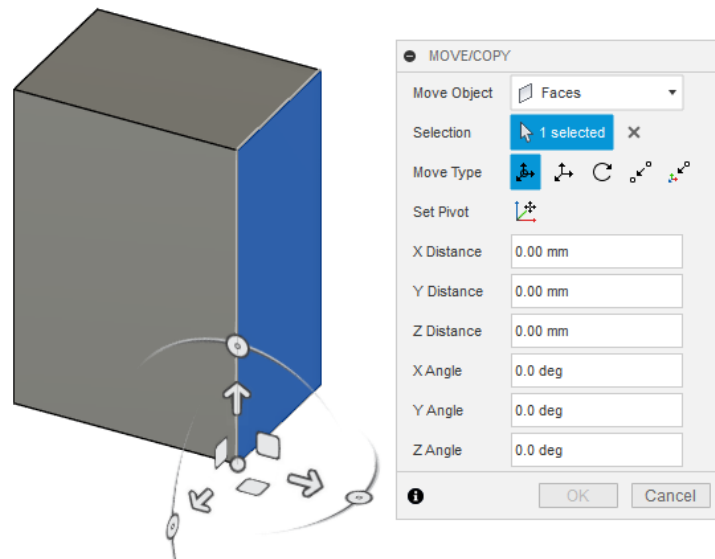 MOVE/COPY
Move Object Faces
Selection 1 selected
Move Type
Set Pivot
X Distance 0.00 mm
Y Distance 0.00 mm
Z Distance 0.00 mm
X Angle 0.0 deg
Y Angle 0.0 deg
Z Angle 0.0 deg
OK Cancel